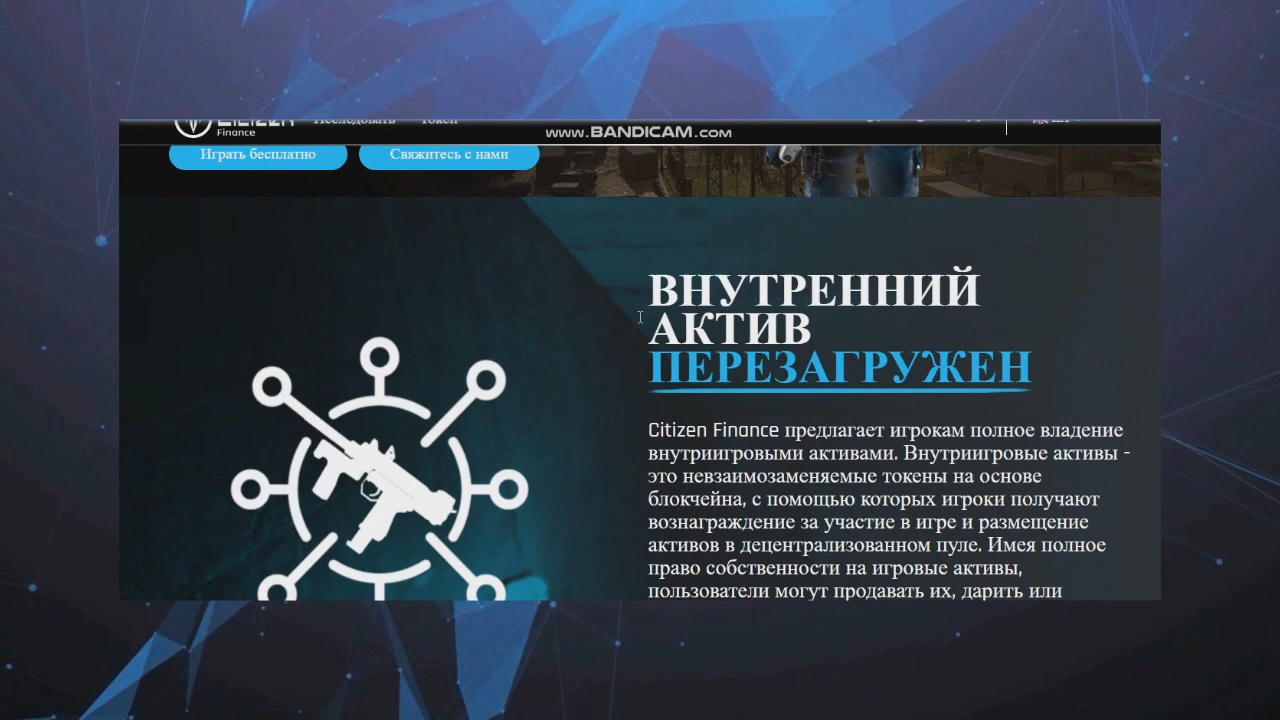 Finance
www.BANDICAM.com
Играть бесплатно
Свяжитесь с нами
ВНУТРЕННИЙ
АКТИВ
ПЕРЕЗАГРУЖЕН
Citizen Finance предлагает игрокам полное владение
внутриигровыми активами. Внутриигровые активы -
это невзаимозаменяемые токены на основе
блокчейна, с помощью которых игроки получают
вознаграждение за участие в игре и размещение
активов в децентрализованном пуле. Имея полное
право собственности на игровые активы,
пользователи могут продавать их, дарить или